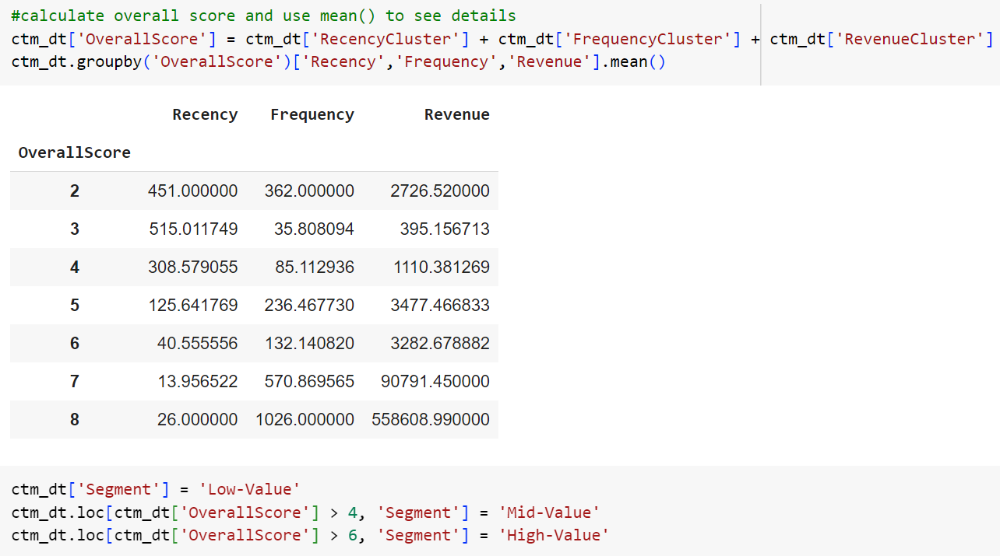 #calculate overall score and use mean() to see details
ctm_dt['OverallScore'] = ctm_dt['RecencyCluster'] + ctm_dt['FrequencyCluster'] + ctm_dt['RevenueCluster']
ctm_dt.groupby('OverallScore')['Recency','Frequency','Revenue'].mean()
Recency Frequency Revenue
OverallScore
2 451.000000 362.000000 2726.520000
3 515.011749 35.808094 395.156713
4 308.579055 85.112936 1110.381269
5 125.641769 236.467730 3477.466833
6 40.555556 132.140820 3282.678882
7 13.956522 570.869565 90791.450000
8 26.000000 1026.000000 558608.990000
ctm_dt['Segment'] = 'Low-Value'
ctm_dt.loc[ctm_dt['OverallScore'] > 4, 'Segment'] = 'Mid-Value'
ctm_dt.loc[ctm_dt['OverallScore'] > 6, 'Segment'] = 'High-Value'